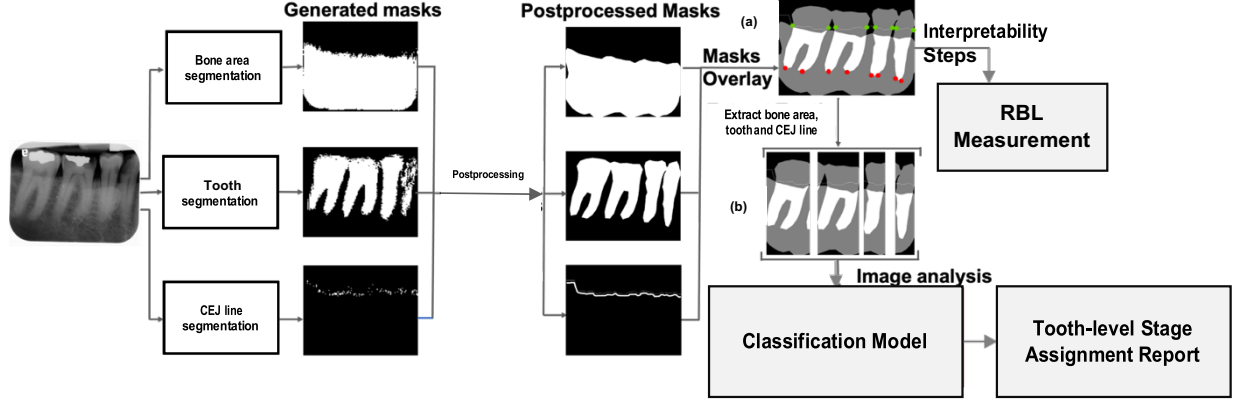 Generated masks
Postprocessed Masks
(a)
Bone area
segmentation
Masks
Overlay
Interpretability
Steps
RBL
Measurement
Extract bone area,
tooth and CEJ line
Tooth
segmentation
Postprocessing
(b)
CEJ line
segmentation
Image analysis
Classification Model
Tooth-level Stage
Assignment Report